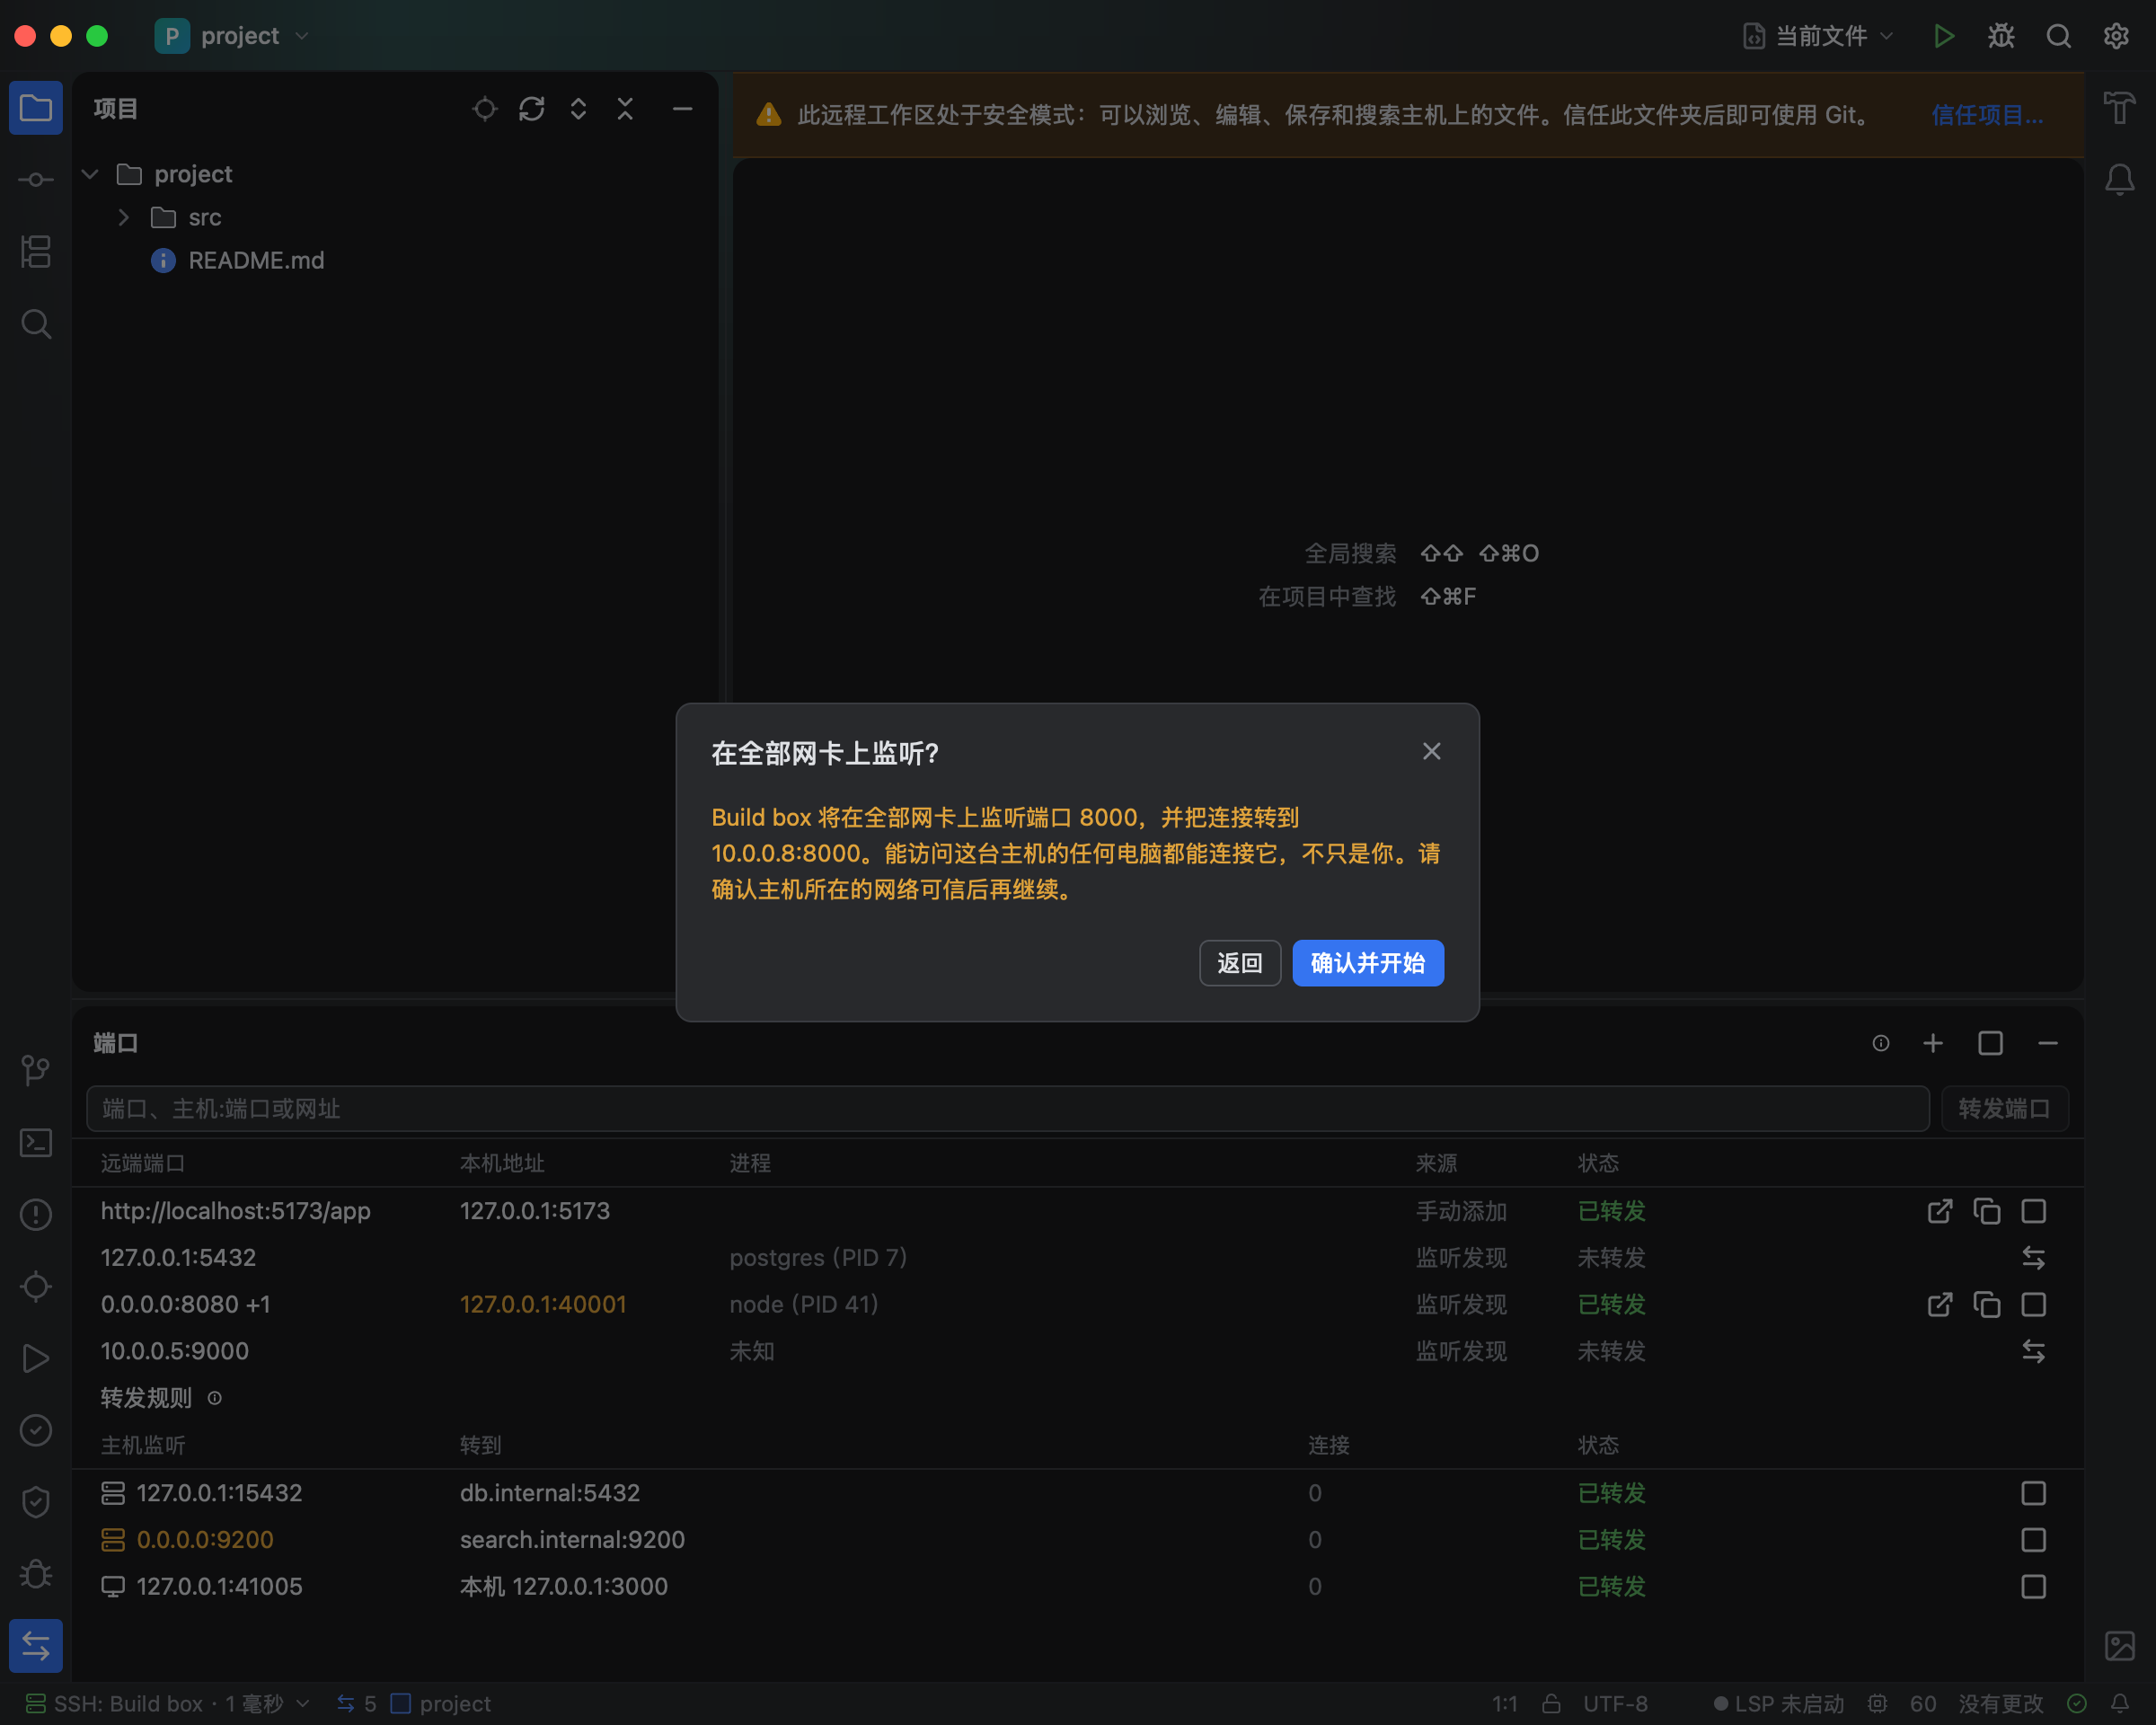 P project
当前文件
项目
此远程工作区处于安全模式：可以浏览、编辑、保存和搜索主机上的文件。信任此文件夹后即可使用 Git。 信任项目...
project
src
README.md
全局搜索 ⇧⇧ ⇧⌘O
在项目中查找 ⇧⌘F
在全部网卡上监听?
Build box 将在全部网卡上监听端口 8000，并把连接转到
10.0.0.8:8000。能访问这台主机的任何电脑都能连接它，不只是你。请
确认主机所在的网络可信后再继续。
返回 确认并开始
端口
端口、主机:端口或网址 转发端口
远端端口 本机地址 进程 来源 状态
http://localhost:5173/app 127.0.0.1:5173 手动添加 已转发
127.0.0.1:5432 postgres (PID 7) 监听发现 未转发
0.0.0.0:8080 +1 127.0.0.1:40001 node (PID 41) 监听发现 已转发
10.0.0.5:9000 未知 监听发现 未转发
转发规则
主机监听 转到 连接 状态
127.0.0.1:15432 db.internal:5432 0 已转发
0.0.0.0:9200 search.internal:9200 0 已转发
127.0.0.1:41005 本机 127.0.0.1:3000 0 已转发
SSH: Build box · 1 毫秒 5 project 1:1 UTF-8 LSP 未启动 60 没有更改